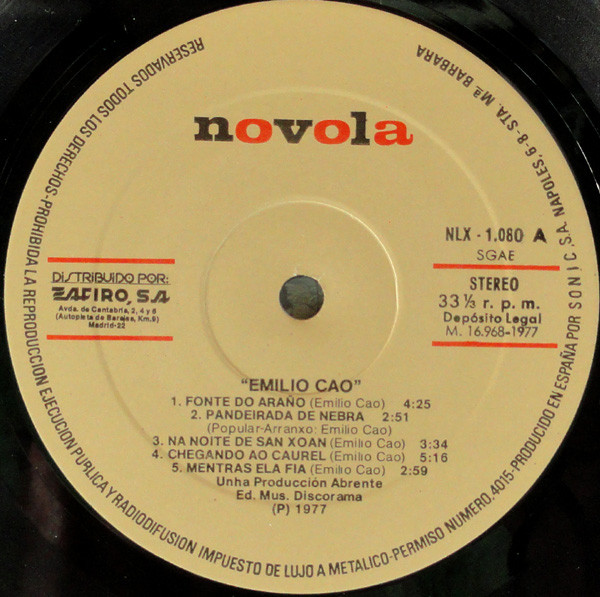 novola
NLX - 1.080 A
SGAE
DISTRIBUIDO POR:
ZAFIRO, S.A
Avda. de Cantabria, 2, 4 y 6
(Autopista de Barajas, Km. 9)
Madrid-22
STEREO
33⅓ r. p. m.
Depósito Legal
M. 16.968-1977
"EMILIO CAO"
1. FONTE DO ARAÑO (Emilio Cao) 4:25
2. PANDEIRADA DE NEBRA 2:51
(Popular-Arranxo: Emilio Cao)
3. NA NOITE DE SAN XOAN (Emilio Cao) 3:34
4. CHEGANDO AO CAUREL (Emilio Cao) 5:16
5. MENTRAS ELA FIA (Emilio Cao) 2:59
Unha Producción Abrente
Ed. Mus. Discorama
(P) 1977
RESERVADOS TODOS LOS DERECHOS-PROHIBIDA LA REPRODUCCION EJECUCION PUBLICA Y RADIODIFUSION IMPUESTO DE LUJO A METALICO-PERMISO NUMERO.4015-PRODUCIDO EN ESPAÑA POR SONIC,S.A. NAPOLES,6-8-STA. Mª BARBARA